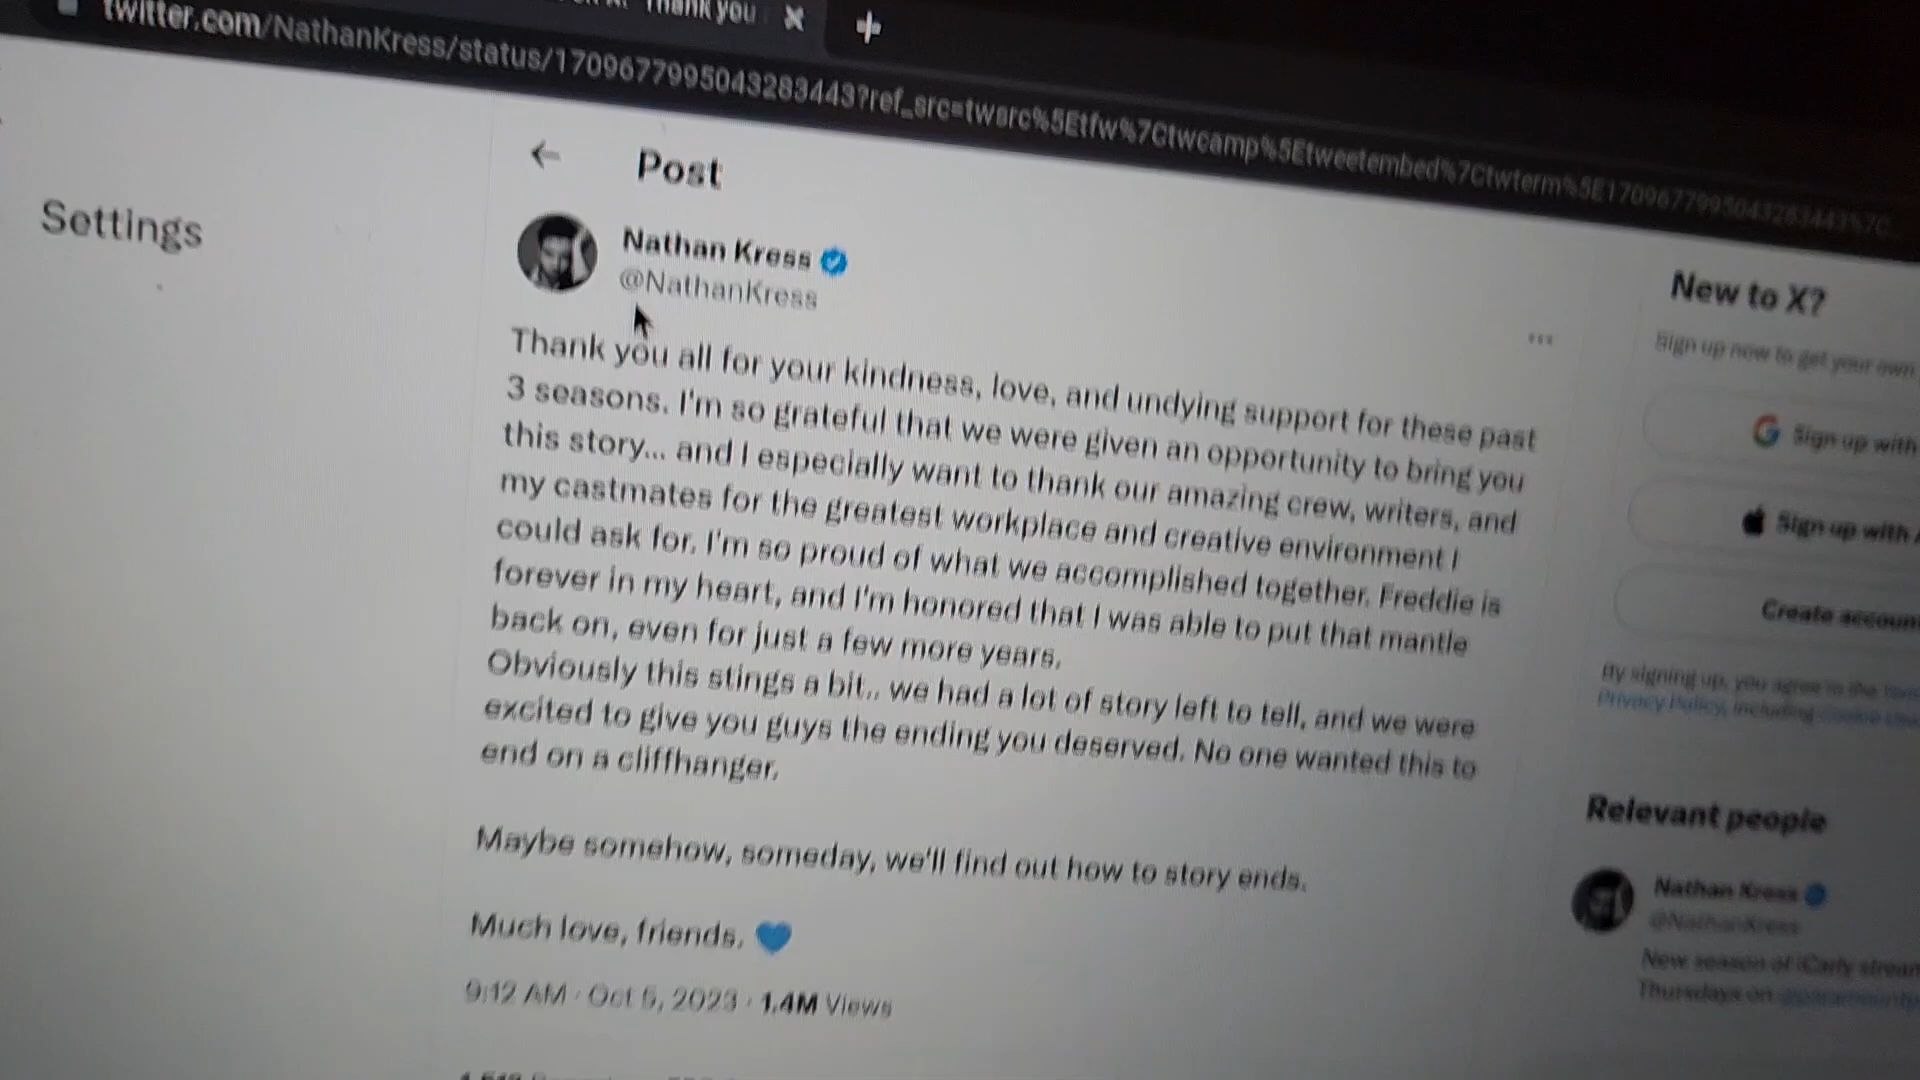 Thank you
twitter.com/NathanKress/status/1709677995043283443?ref_src=twsrc%5Etfw%7Ctwcamp%5Etweetembed%7Ctwterm%5E1709677995043283443%7C...
Settings
Post
Nathan Kress
@NathanKress
Thank you all for your kindness, love, and undying support for these past
3 seasons. I'm so grateful that we were given an opportunity to bring you
this story... and I especially want to thank our amazing crew, writers, and
my castmates for the greatest workplace and creative environment I
could ask for. I'm so proud of what we accomplished together. Freddie is
forever in my heart, and I'm honored that I was able to put that mantle
back on, even for just a few more years.
Obviously this stings a bit.. we had a lot of story left to tell, and we were
excited to give you guys the ending you deserved. No one wanted this to
end on a cliffhanger.
Maybe somehow, someday, we'll find out how to story ends.
Much love, friends. 💙
9:12 AM · Oct 5, 2023 · 1.4M Views
New to X?
Sign up now to get your own
Sign up with
Sign up with
Create account
By signing up, you agree to the
Privacy Policy, including Cookie Use
Relevant people
Nathan Kress
@NathanKress
New season of iCarly
Thursdays on